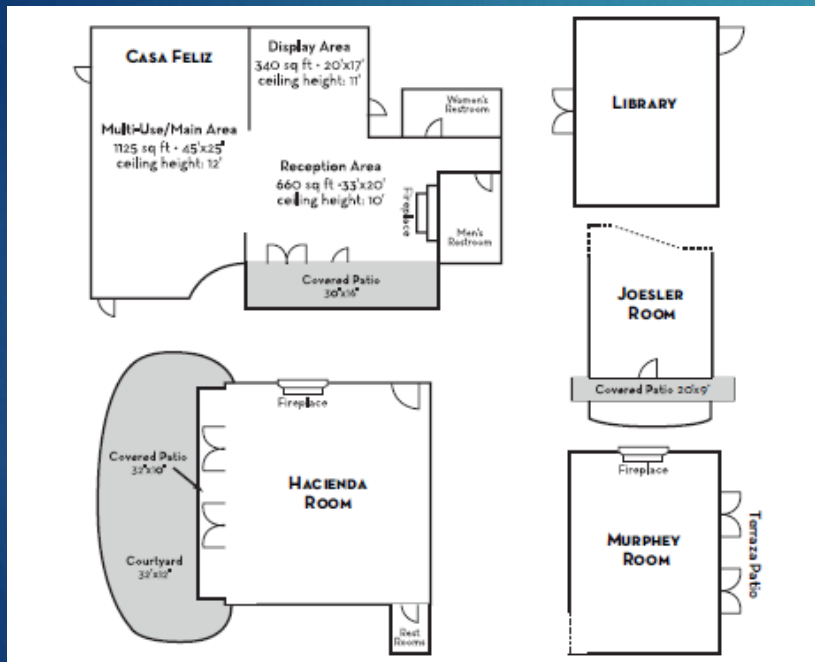 CASA FELIZ
Display Area
340 sq ft · 20'x17'
ceiling height: 11'
Women's
Restroom
Multi-Use/Main Area
1125 sq ft · 45'x25"
ceiling height: 12'
Reception Area
660 sq ft ·33'x20'
ceiling height: 10'
Fireplace
Men's
Restroom
Covered Patio
30"x16"
LIBRARY
JOESLER
ROOM
Covered Patio 20'x9'
Fireplace
Covered Patio
32"x10"
HACIENDA
ROOM
Courtyard
32'x12"
Rest
Rooms
Fireplace
MURPHEY
ROOM
Terraza Patio